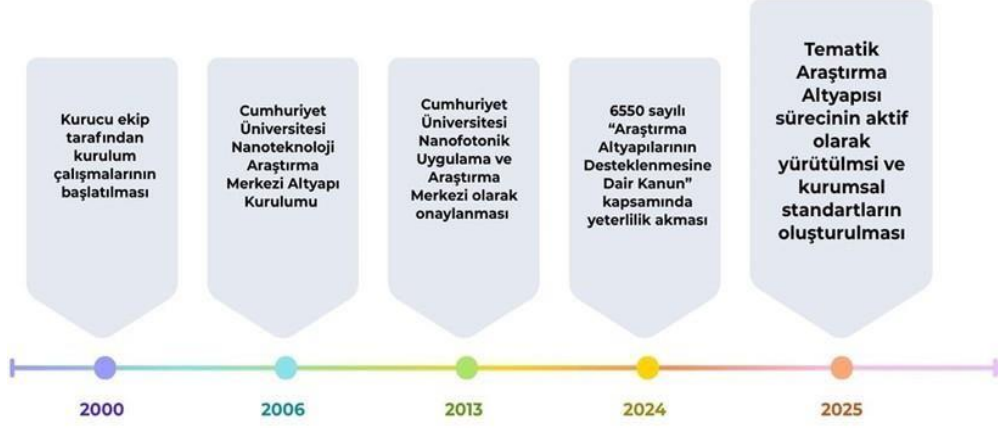 Kurucu ekip
tarafından
kurulum
çalışmalarının
başlatılması
Cumhuriyet
Üniversitesi
Nanoteknoloji
Araştırma
Merkezi Altyapı
Kurulumu
Cumhuriyet
Üniversitesi
Nanofotonik
Uygulama ve
Araştırma
Merkezi olarak
onaylanması
6550 sayılı
“Araştırma
Altyapılarının
Desteklenmesine
Dair Kanun”
kapsamında
yeterlilik akması
Tematik
Araştırma
Altyapısı
sürecinin aktif
olarak
yürütülmsi ve
kurumsal
standartların
oluşturulması
2000
2006
2013
2024
2025